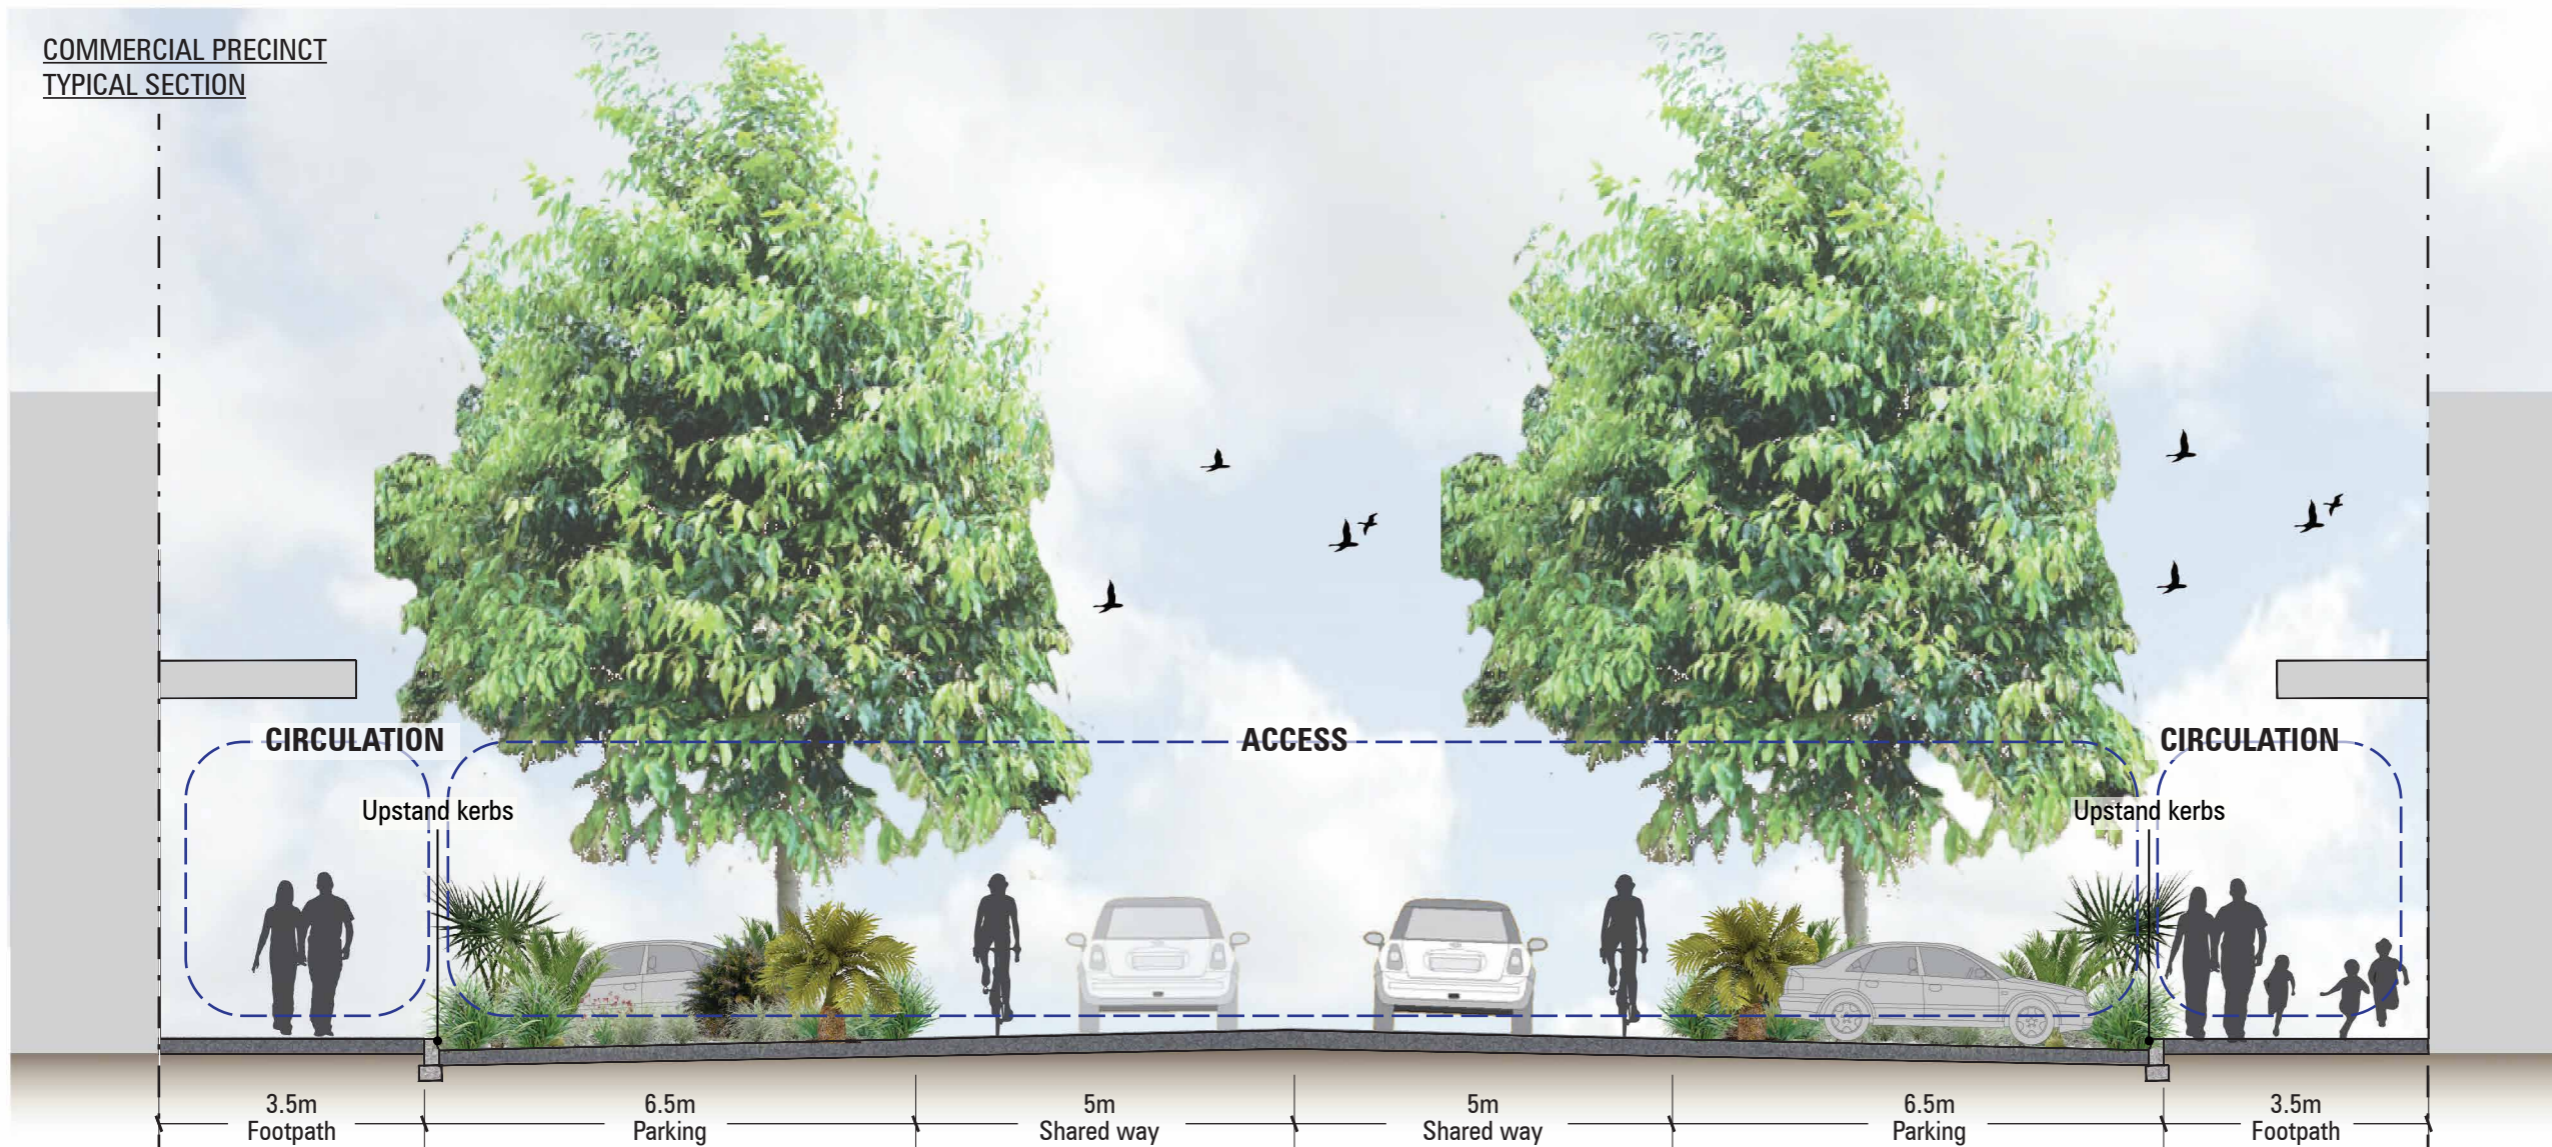 COMMERCIAL PRECINCT
TYPICAL SECTION
CIRCULATION
ACCESS
CIRCULATION
Upstand kerbs
Upstand kerbs
3.5m
Footpath
6.5m
Parking
5m
Shared way
5m
Shared way
6.5m
Parking
3.5m
Footpath